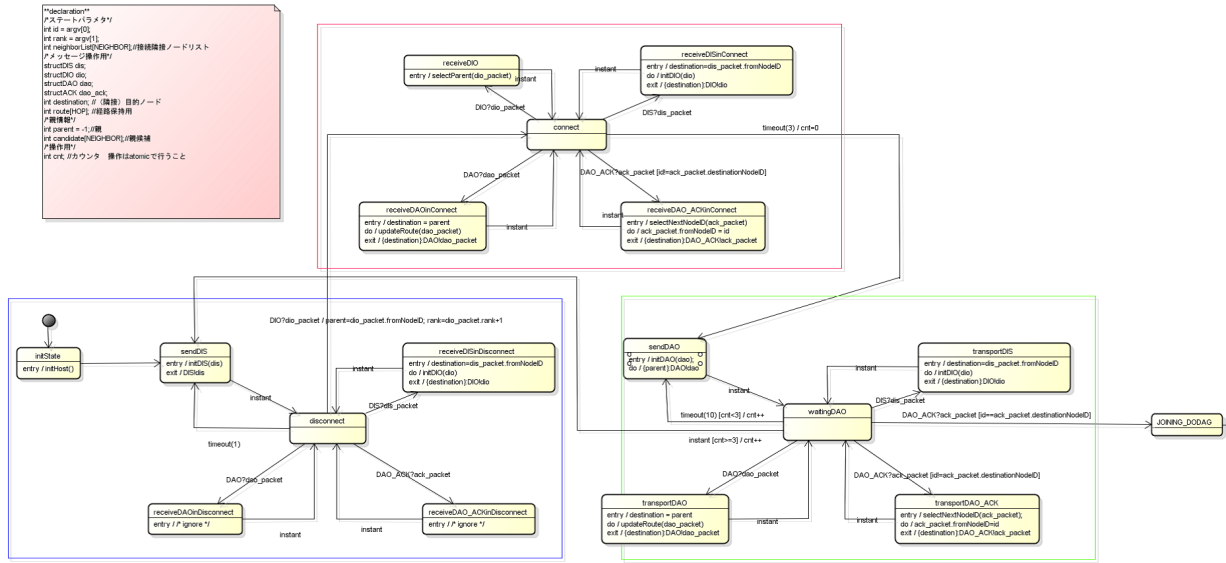 **declaration**
/*ステートパラメタ*/
int id = argv[0];
int rank = argv[1];
int neighborList[NEIGHBOR];//接続隣接ノードリスト
/*メッセージ操作用*/
structDIS dis;
structDIO dio;
structDAO dao;
structACK dao_ack;
int destination; //（隣接）目的ノード
int route[HOP]; //経路保持用
/*親情報*/
int parent = -1;//親
int candidate[NEIGHBOR];//親候補
/*操作用*/
int cnt; //カウンタ　操作はatomicで行うこと
receiveDIO
entry / selectParent(dio_packet)
instant
receiveDISinConnect
entry / destination=dis_packet.fromNodeID
do / initDIO(dio)
exit / {destination}:DIO!dio
instant
DIO?dio_packet
DIS?dis_packet
connect
timeout(3) / cnt=0
DAO?dao_packet
DAO_ACK?ack_packet [id!=ack_packet.destinationNodeID]
receiveDAOinConnect
entry / destination = parent
do / updateRoute(dao_packet)
exit / {destination}:DAO!dao_packet
instant
receiveDAO_ACKinConnect
entry / selectNextNodeID(ack_packet)
do / ack_packet.fromNodeID = id
exit / {destination}:DAO_ACK!ack_packet
instant
DIO?dio_packet / parent=dio_packet.fromNodeID; rank=dio_packet.rank+1
initState
entry / initHost()
sendDIS
entry / initDIS(dis)
exit / DIS!dis
instant
receiveDISinDisconnect
entry / destination=dis_packet.fromNodeID
do / initDIO(dio)
exit / {destination}:DIO!dio
instant
DIS?dis_packet
disconnect
timeout(1)
DAO?dao_packet
DAO_ACK?ack_packet
receiveDAOinDisconnect
entry / /* ignore */
instant
receiveDAO_ACKinDisconnect
entry / /* ignore */
instant
sendDAO
entry / initDAO(dao);
do / {parent}:DAO!dao
instant
transportDIS
entry / destination=dis_packet.fromNodeID
do / initDIO(dio)
exit / {destination}:DIO!dio
instant
DIS?dis_packet
waitingDAO
timeout(10) [cnt<3] / cnt++
instant [cnt>=3] / cnt++
DAO_ACK?ack_packet [id==ack_packet.destinationNodeID]
JOINING_DODAG
DAO?dao_packet
DAO_ACK?ack_packet [id!=ack_packet.destinationNodeID]
transportDAO
entry / destination = parent
do / updateRoute(dao_packet)
exit / {destination}:DAO!dao_packet
instant
transportDAO_ACK
entry / selectNextNodeID(ack_packet);
do / ack_packet.fromNodeID=id
exit / {destination}:DAO_ACK!ack_packet
instant